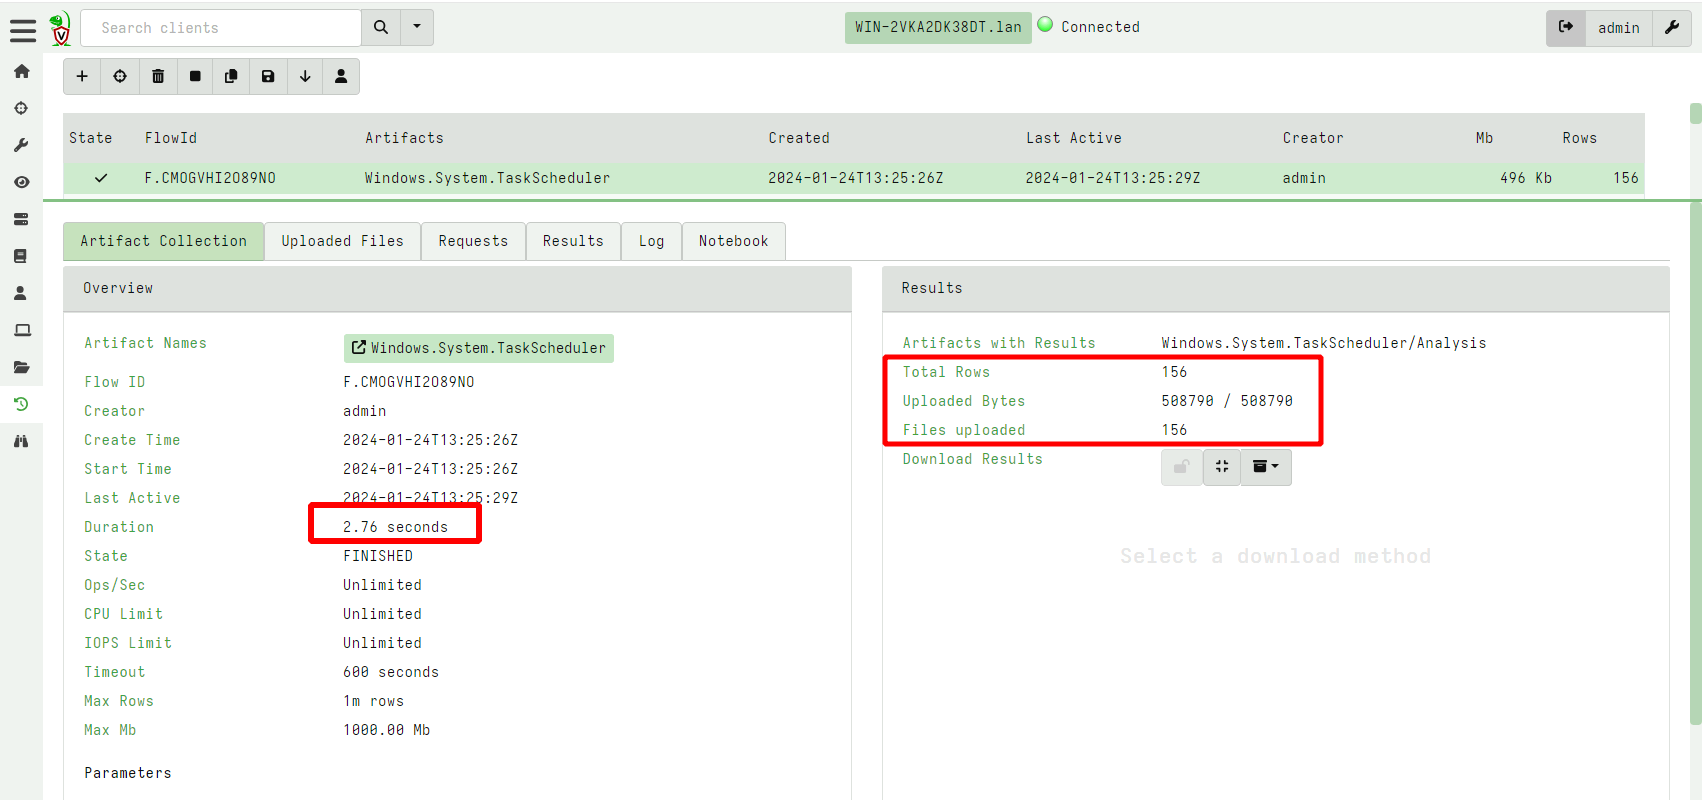 Search clients
WIN-2VKA2DK38DT.lan Connected
admin
State FlowId Artifacts Created Last Active Creator Mb Rows
F.CMOGVHI2O89NO Windows.System.TaskScheduler 2024-01-24T13:25:26Z 2024-01-24T13:25:29Z admin 496 Kb 156
Artifact Collection Uploaded Files Requests Results Log Notebook
Overview
Artifact Names Windows.System.TaskScheduler
Flow ID F.CMOGVHI2O89NO
Creator admin
Create Time 2024-01-24T13:25:26Z
Start Time 2024-01-24T13:25:26Z
Last Active 2024-01-24T13:25:29Z
Duration 2.76 seconds
State FINISHED
Ops/Sec Unlimited
CPU Limit Unlimited
IOPS Limit Unlimited
Timeout 600 seconds
Max Rows 1m rows
Max Mb 1000.00 Mb
Parameters
Results
Artifacts with Results Windows.System.TaskScheduler/Analysis
Total Rows 156
Uploaded Bytes 508790 / 508790
Files uploaded 156
Download Results
Select a download method